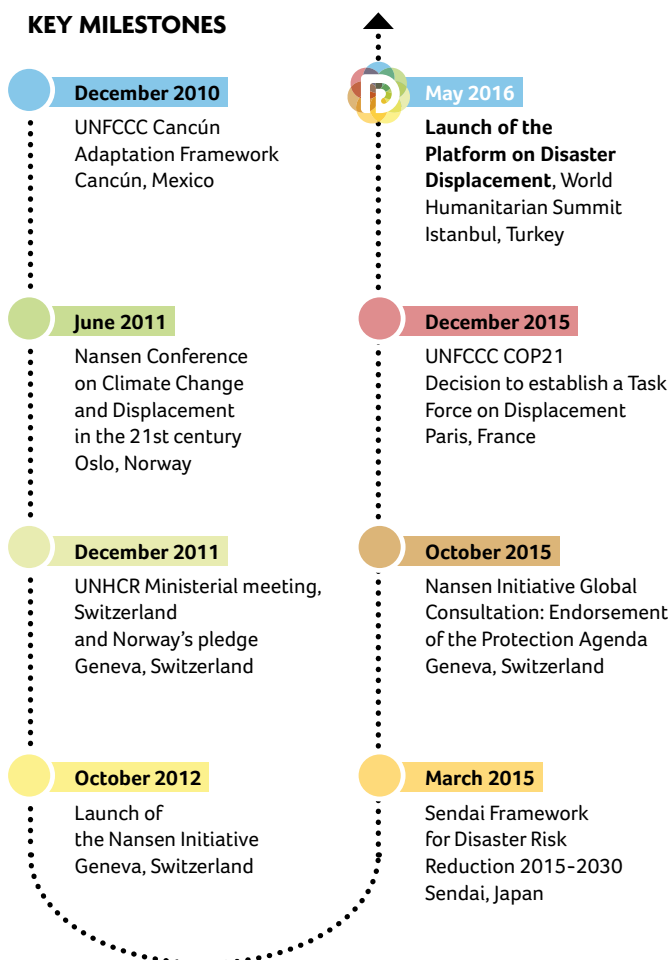 KEY MILESTONES
December 2010
UNFCCC Cancún
Adaptation Framework
Cancún, Mexico
June 2011
Nansen Conference
on Climate Change
and Displacement
in the 21st century
Oslo, Norway
December 2011
UNHCR Ministerial meeting,
Switzerland
and Norway’s pledge
Geneva, Switzerland
October 2012
Launch of
the Nansen Initiative
Geneva, Switzerland
March 2015
Sendai Framework
for Disaster Risk
Reduction 2015-2030
Sendai, Japan
October 2015
Nansen Initiative Global
Consultation: Endorsement
of the Protection Agenda
Geneva, Switzerland
December 2015
UNFCCC COP21
Decision to establish a Task
Force on Displacement
Paris, France
May 2016
Launch of the
Platform on Disaster
Displacement, World
Humanitarian Summit
Istanbul, Turkey